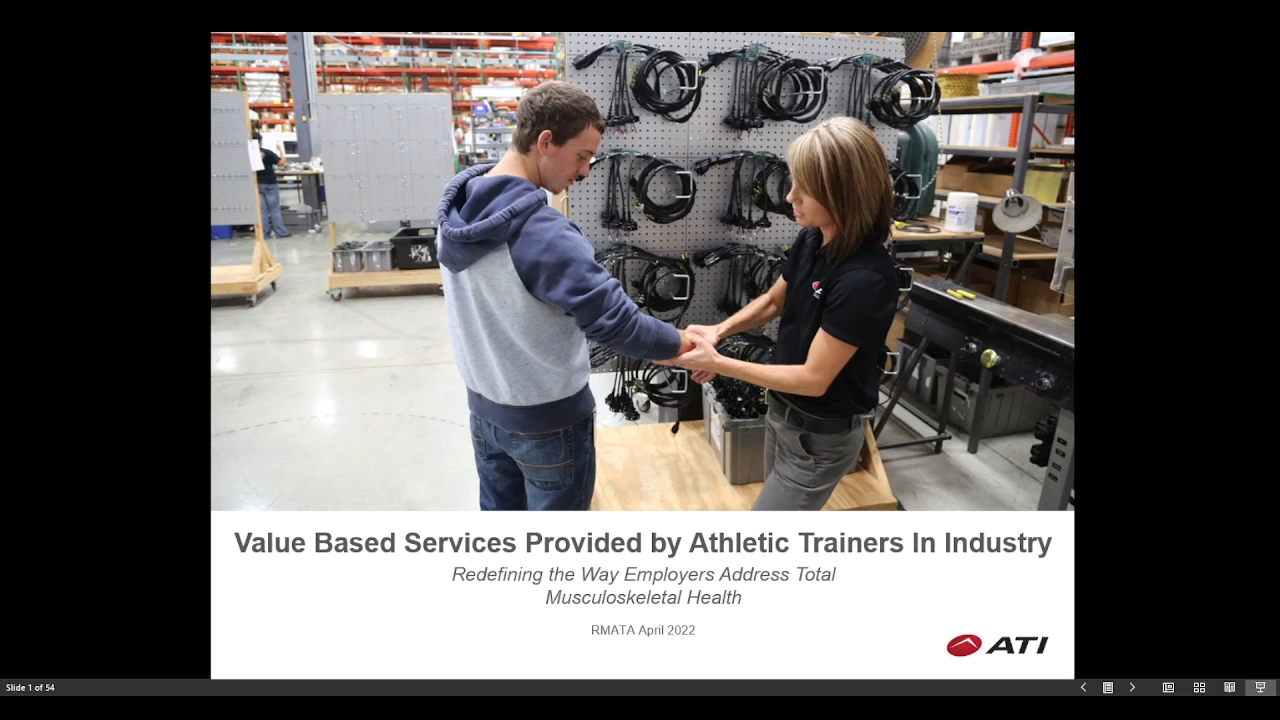 Value Based Services Provided by Athletic Trainers In Industry
Redefining the Way Employers Address Total
Musculoskeletal Health
RMATA April 2022
ATI
Slide 1 of 54